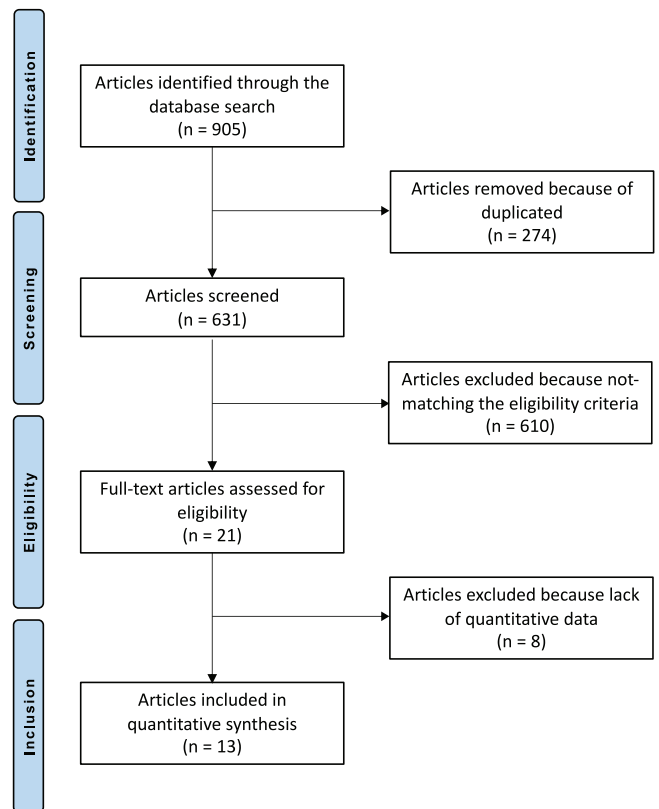 Identification
Articles identified through the
database search
(n = 905)
Articles removed because of
duplicated
(n = 274)
Screening
Articles screened
(n = 631)
Articles excluded because not-
matching the eligibility criteria
(n = 610)
Eligibility
Full-text articles assessed for
eligibility
(n = 21)
Articles excluded because lack
of quantitative data
(n = 8)
Inclusion
Articles included in
quantitative synthesis
(n = 13)